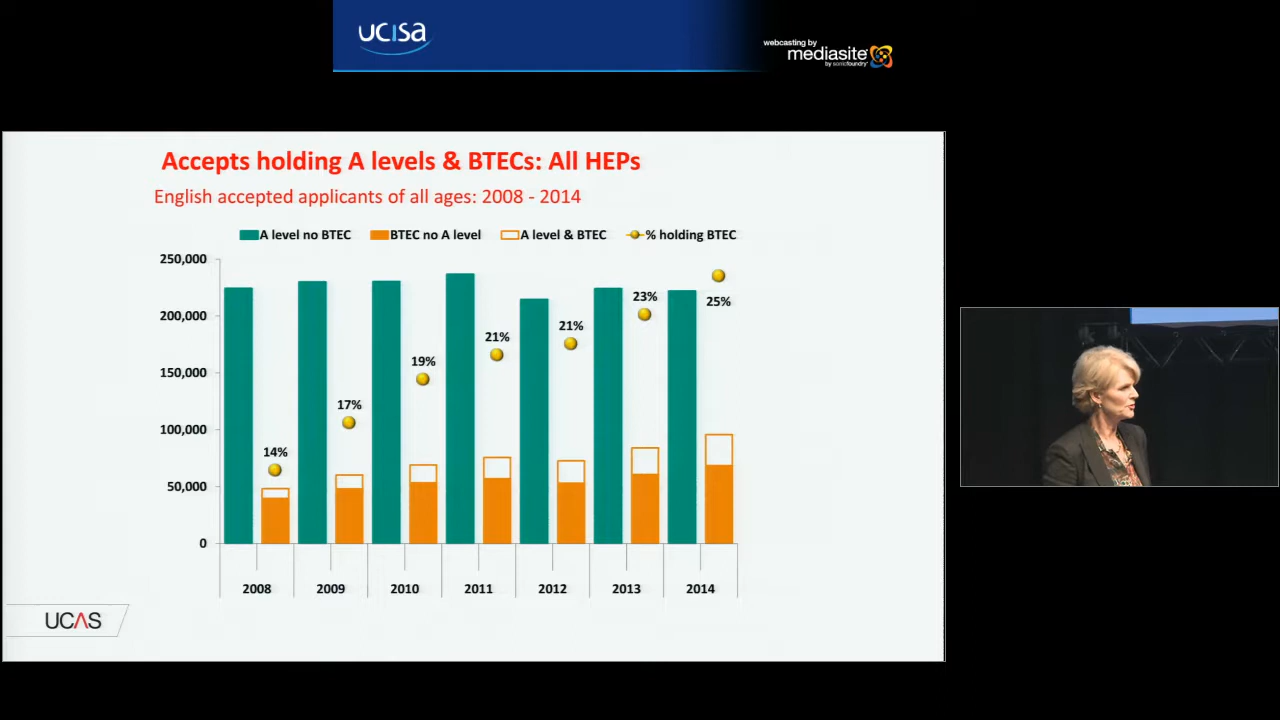 ucisa
webcasting by
mediasite
by sonicfoundry
Accepts holding A levels & BTECs: All HEPs
English accepted applicants of all ages: 2008 - 2014
A level no BTEC BTEC no A level A level & BTEC % holding BTEC
250,000
200,000
150,000
100,000
50,000
0
14%
17%
19%
21%
21%
23%
25%
2008 2009 2010 2011 2012 2013 2014
UCAS